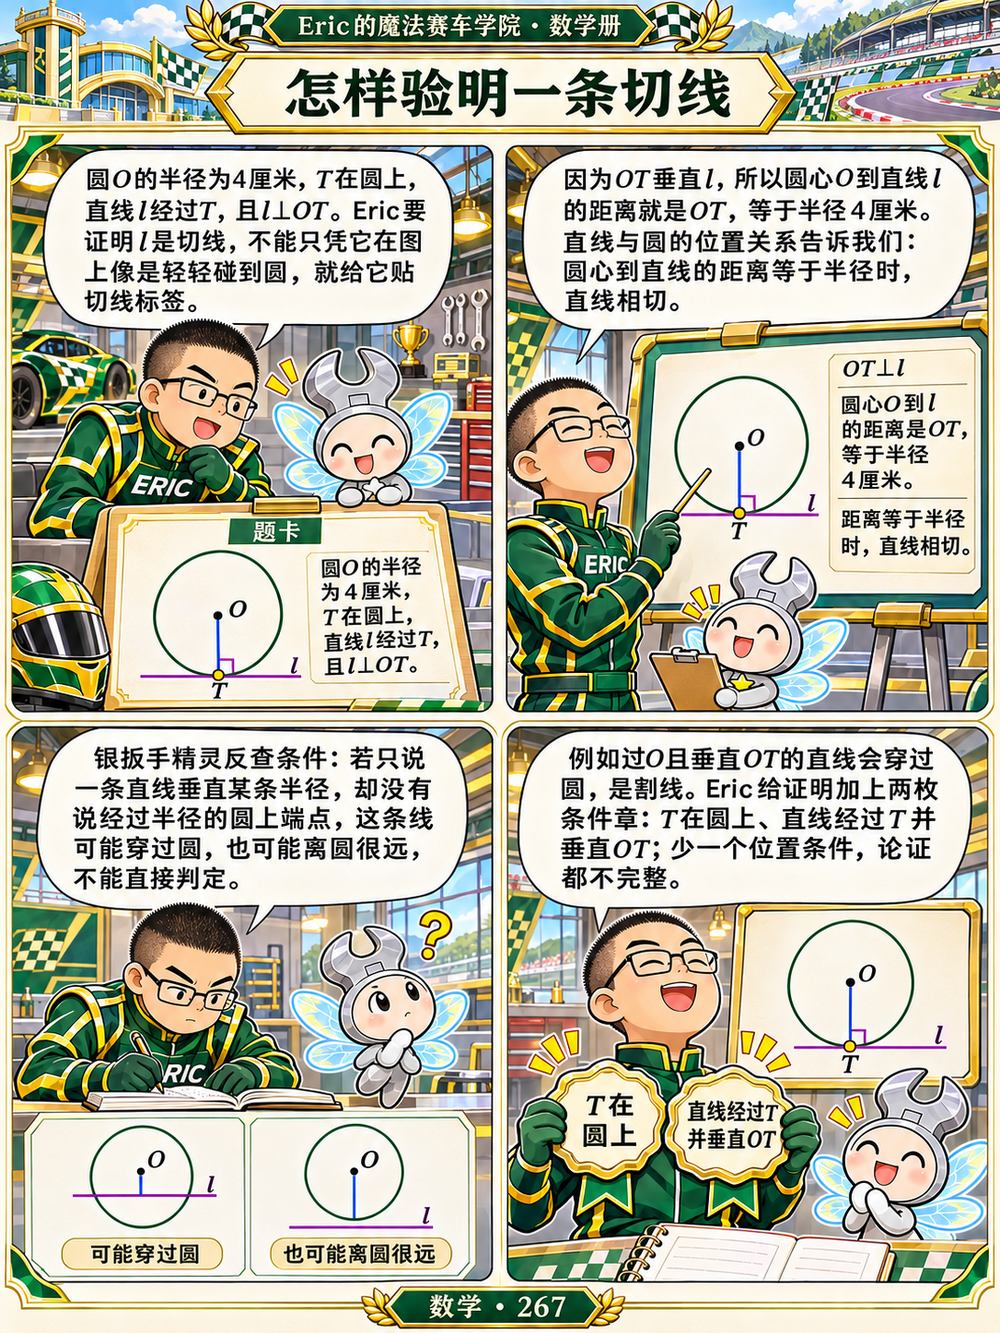 Eric的魔法赛车学院·数学册
怎样验明一条切线
圆O的半径为4厘米，T在圆上，
直线l经过T，且l⊥OT。Eric要
证明l是切线，不能只凭它在图
上像是轻轻碰到圆，就给它贴
切线标签。
ERIC
题卡
O
l
T
圆O的半径
为4厘米，
T在圆上，
直线l经过T，
且l⊥OT。
因为OT垂直l，所以圆心O到直线l
的距离就是OT，等于半径4厘米。
直线与圆的位置关系告诉我们：
圆心到直线的距离等于半径时，
直线相切。
ERIC
O
l
T
OT⊥l
圆心O到l
的距离是OT，
等于半径
4厘米。
距离等于半径
时，直线相切。
银扳手精灵反查条件：若只说
一条直线垂直某条半径，却没有
说经过半径的圆上端点，这条线
可能穿过圆，也可能离圆很远，
不能直接判定。
?
ERIC
O
l
可能穿过圆
O
l
也可能离圆很远
例如过O且垂直OT的直线会穿过
圆，是割线。Eric给证明加上两枚
条件章：T在圆上、直线经过T并
垂直OT；少一个位置条件，论证
都不完整。
O
l
T
T在
圆上
直线经过T
并垂直OT
数学·267